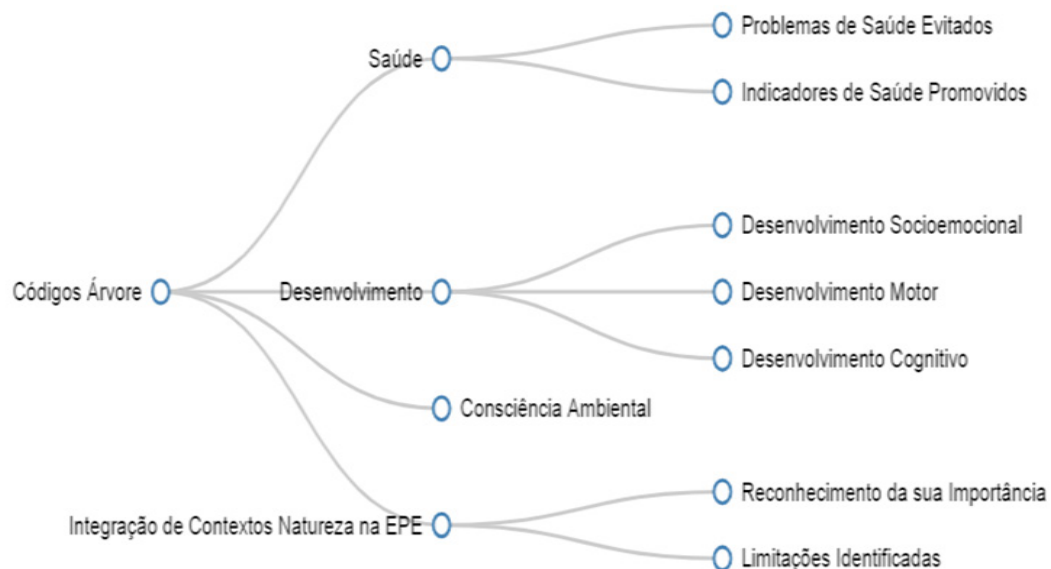 Códigos Árvore
Saúde
Problemas de Saúde Evitados
Indicadores de Saúde Promovidos
Desenvolvimento
Desenvolvimento Socioemocional
Desenvolvimento Motor
Desenvolvimento Cognitivo
Consciência Ambiental
Integração de Contextos Natureza na EPE
Reconhecimento da sua Importância
Limitações Identificadas